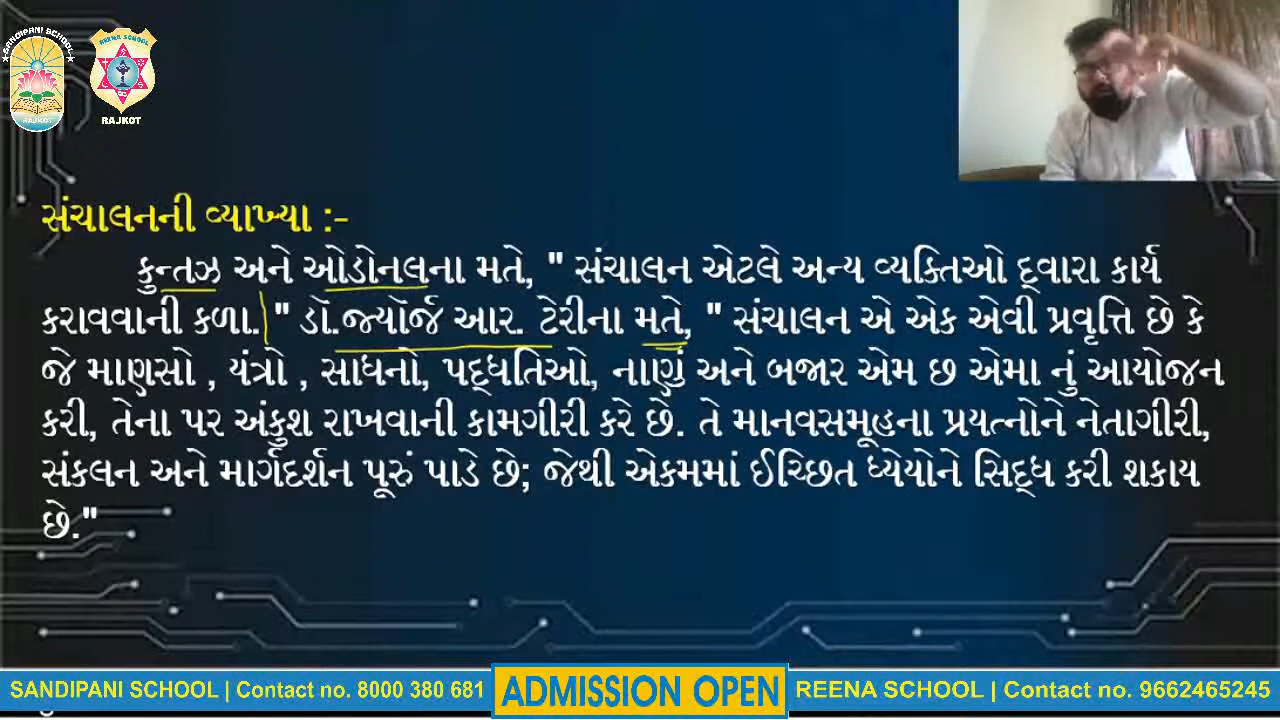 SANDIPANI SCHOOL
REENA SCHOOL
RAJKOT
RAJKOT
સંચાલનની વ્યાખ્યા :-
કુન્તઝ અને ઓડોનલના મતે, " સંચાલન એટલે અન્ય વ્યક્તિઓ દ્વારા કાર્ય
કરાવવાની કળા. " ડૉ.જ્યૉર્જ આર. ટેરીના મતે, " સંચાલન એ એક એવી પ્રવૃત્તિ છે કે
જે માણસો , યંત્રો , સાધનો, પદ્ધતિઓ, નાણું અને બજાર એમ છ એમા નું આયોજન
કરી, તેના પર અંકુશ રાખવાની કામગીરી કરે છે. તે માનવસમૂહના પ્રયત્નોને નેતાગીરી,
સંકલન અને માર્ગદર્શન પૂરું પાડે છે; જેથી એકમમાં ઈચ્છિત ધ્યેયોને સિદ્ધ કરી શકાય
છે."
SANDIPANI SCHOOL | Contact no. 8000 380 681
ADMISSION OPEN
REENA SCHOOL | Contact no. 9662465245